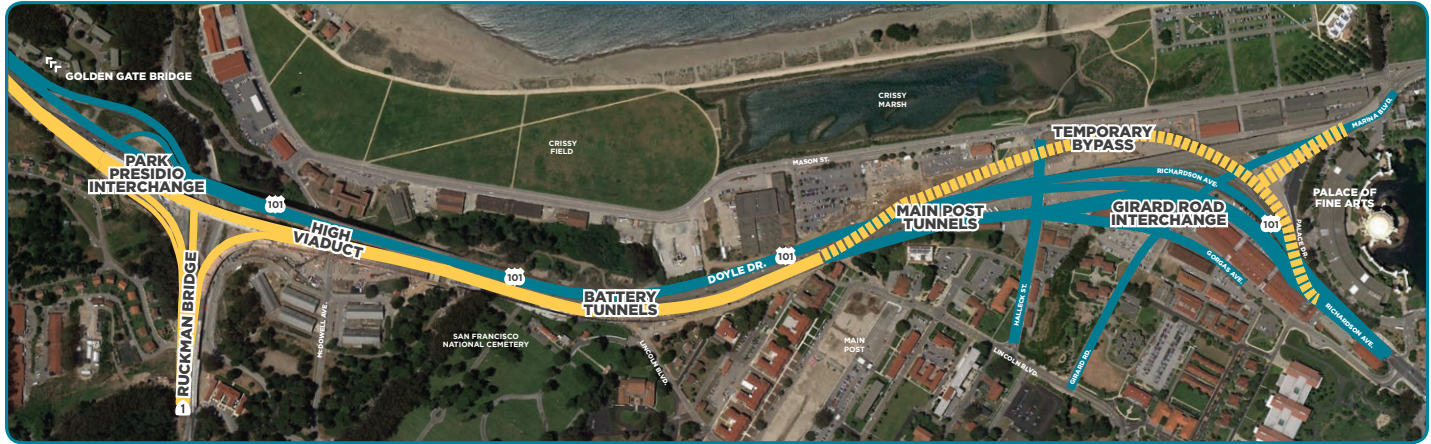 GOLDEN GATE BRIDGE
PARK
PRESIDIO
INTERCHANGE
101
HIGH
VIADUCT
RUCKMAN BRIDGE
1
McDOWELL AVE.
101
BATTERY
TUNNELS
SAN FRANCISCO
NATIONAL CEMETERY
LINCOLN BLVD.
CRISSY
FIELD
CRISSY
MARSH
MASON ST.
DOYLE DR.
101
MAIN POST
TUNNELS
MAIN
POST
TEMPORARY
BYPASS
RICHARDSON AVE.
GIRARD ROAD
INTERCHANGE
HALLECK ST.
LINCOLN BLVD.
GIRARD RD.
GORGAS AVE.
101
PALACE DR.
MARINA BLVD.
PALACE OF
FINE ARTS
RICHARDSON AVE.